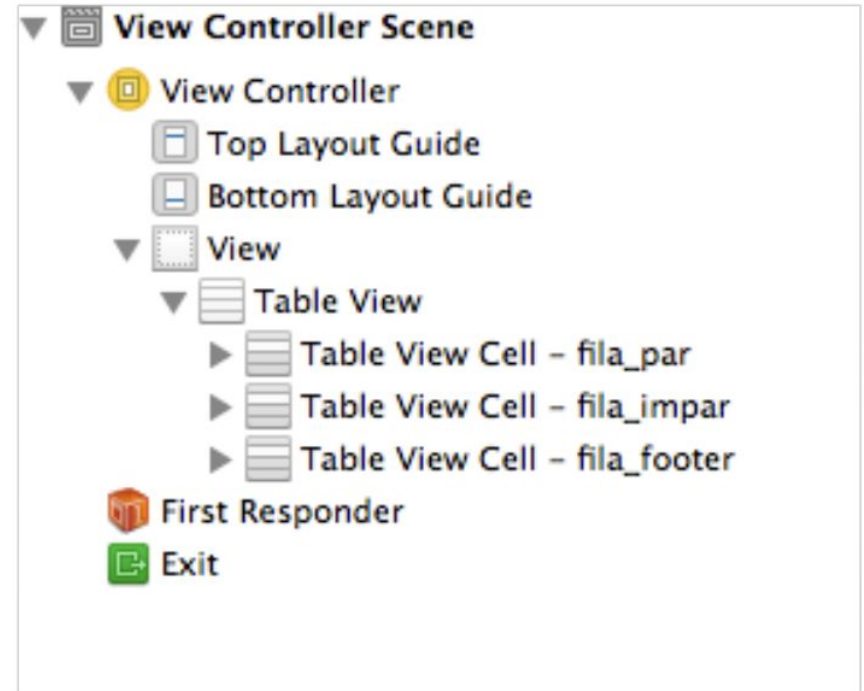 View Controller Scene
View Controller
Top Layout Guide
Bottom Layout Guide
View
Table View
Table View Cell – fila_par
Table View Cell – fila_impar
Table View Cell – fila_footer
First Responder
Exit